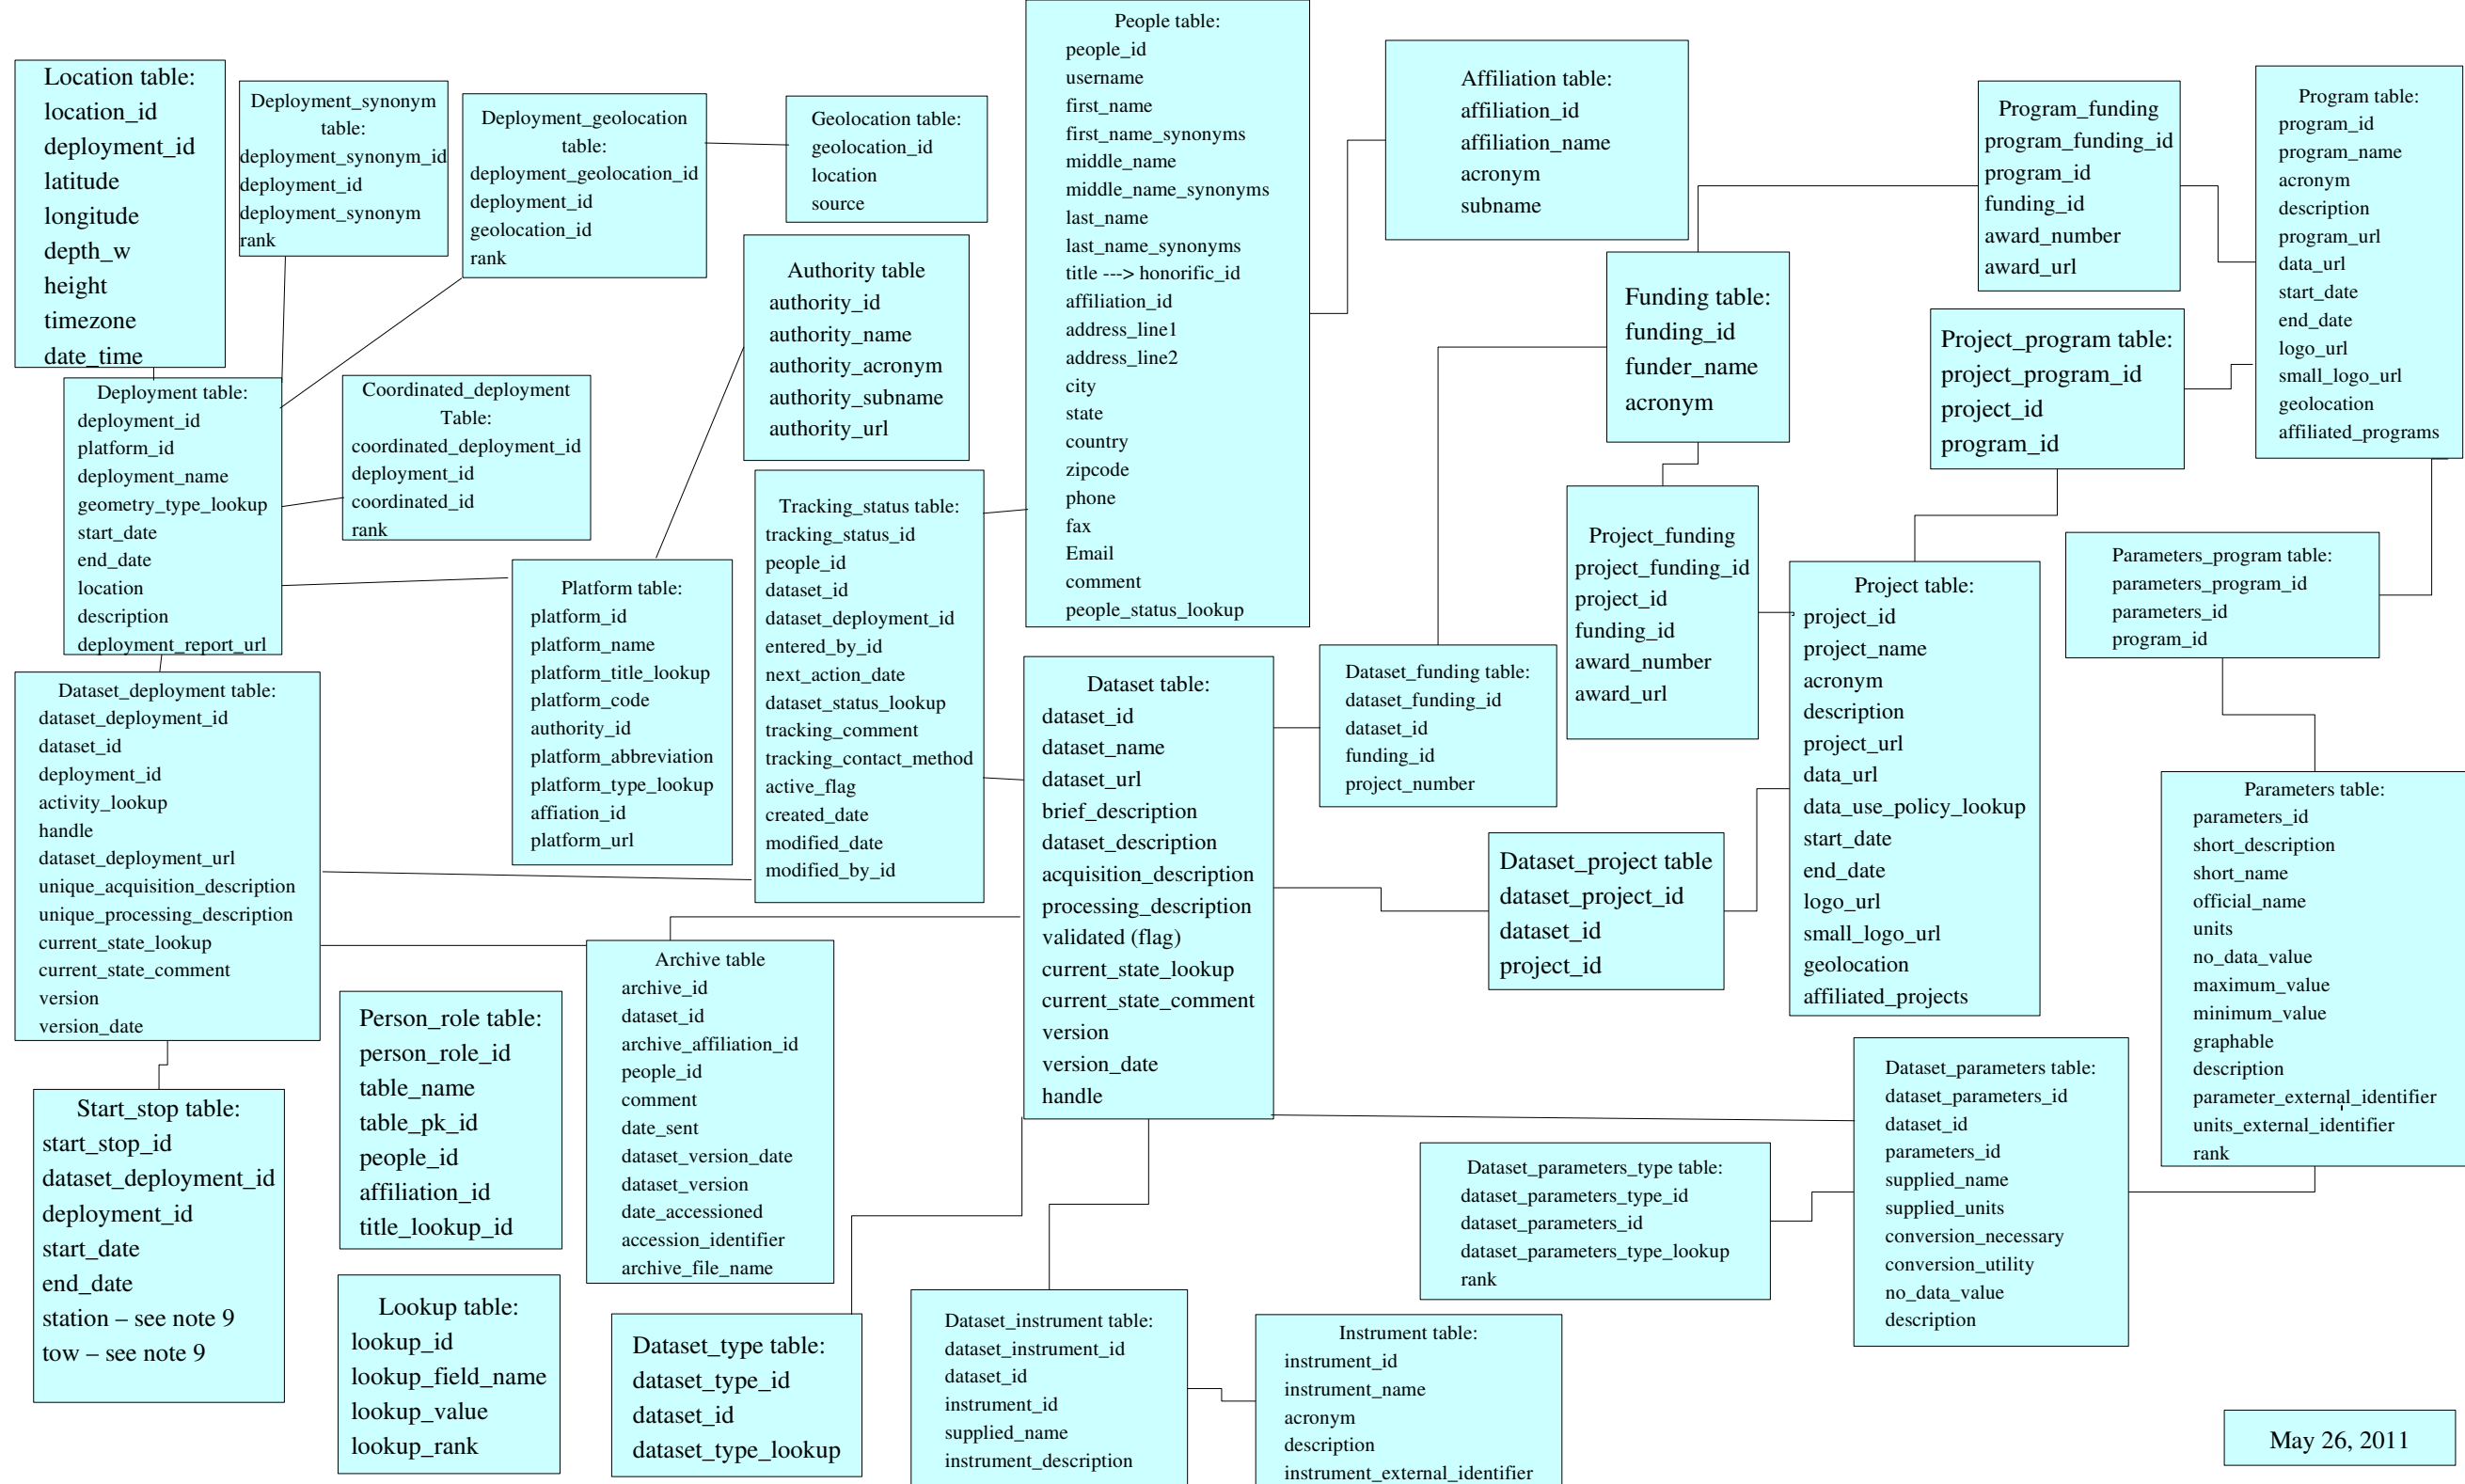 Location table:
location_id
deployment_id
latitude
longitude
depth_w
height
timezone
date_time
Deployment_synonym
table:
deployment_synonym_id
deployment_id
deployment_synonym
rank
Deployment_geolocation
table:
deployment_geolocation_id
deployment_id
geolocation_id
rank
Geolocation table:
geolocation_id
location
source
People table:
people_id
username
first_name
first_name_synonyms
middle_name
middle_name_synonyms
last_name
last_name_synonyms
title ---> honorific_id
affiliation_id
address_line1
address_line2
city
state
country
zipcode
phone
fax
Email
comment
people_status_lookup
Affiliation table:
affiliation_id
affiliation_name
acronym
subname
Program_funding
program_funding_id
program_id
funding_id
award_number
award_url
Program table:
program_id
program_name
acronym
description
program_url
data_url
start_date
end_date
logo_url
small_logo_url
geolocation
affiliated_programs
Authority table
authority_id
authority_name
authority_acronym
authority_subname
authority_url
Funding table:
funding_id
funder_name
acronym
Project_program table:
project_program_id
project_id
program_id
Deployment table:
deployment_id
platform_id
deployment_name
geometry_type_lookup
start_date
end_date
location
description
deployment_report_url
Coordinated_deployment
Table:
coordinated_deployment_id
deployment_id
coordinated_id
rank
Platform table:
platform_id
platform_name
platform_title_lookup
platform_code
authority_id
platform_abbreviation
platform_type_lookup
affiation_id
platform_url
Tracking_status table:
tracking_status_id
people_id
dataset_id
dataset_deployment_id
entered_by_id
next_action_date
dataset_status_lookup
tracking_comment
tracking_contact_method
active_flag
created_date
modified_date
modified_by_id
Project_funding
project_funding_id
project_id
funding_id
award_number
award_url
Project table:
project_id
project_name
acronym
description
project_url
data_url
data_use_policy_lookup
start_date
end_date
logo_url
small_logo_url
geolocation
affiliated_projects
Parameters_program table:
parameters_program_id
parameters_id
program_id
Dataset_deployment table:
dataset_deployment_id
dataset_id
deployment_id
activity_lookup
handle
dataset_deployment_url
unique_acquisition_description
unique_processing_description
current_state_lookup
current_state_comment
version
version_date
Dataset table:
dataset_id
dataset_name
dataset_url
brief_description
dataset_description
acquisition_description
processing_description
validated (flag)
current_state_lookup
current_state_comment
version
version_date
handle
Dataset_funding table:
dataset_funding_id
dataset_id
funding_id
project_number
Dataset_project table
dataset_project_id
dataset_id
project_id
Parameters table:
parameters_id
short_description
short_name
official_name
units
no_data_value
maximum_value
minimum_value
graphable
description
parameter_external_identifier
units_external_identifier
rank
Archive table
archive_id
dataset_id
archive_affiliation_id
people_id
comment
date_sent
dataset_version_date
dataset_version
date_accessioned
accession_identifier
archive_file_name
Person_role table:
person_role_id
table_name
table_pk_id
people_id
affiliation_id
title_lookup_id
Start_stop table:
start_stop_id
dataset_deployment_id
deployment_id
start_date
end_date
station – see note 9
tow – see note 9
Lookup table:
lookup_id
lookup_field_name
lookup_value
lookup_rank
Dataset_type table:
dataset_type_id
dataset_id
dataset_type_lookup
Dataset_instrument table:
dataset_instrument_id
dataset_id
instrument_id
supplied_name
instrument_description
Instrument table:
instrument_id
instrument_name
acronym
description
instrument_external_identifier
Dataset_parameters_type table:
dataset_parameters_type_id
dataset_parameters_id
dataset_parameters_type_lookup
rank
Dataset_parameters table:
dataset_parameters_id
dataset_id
parameters_id
supplied_name
supplied_units
conversion_necessary
conversion_utility
no_data_value
description
May 26, 2011